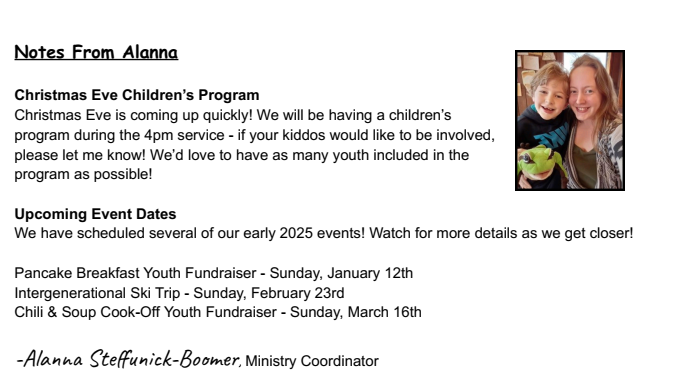 Notes From Alanna
Christmas Eve Children's Program
Christmas Eve is coming up quickly! We will be having a children's
program during the 4pm service - if your kiddos would like to be involved,
please let me know! We'd love to have as many youth included in the
program as possible!
Upcoming Event Dates
We have scheduled several of our early 2025 events! Watch for more details as we get closer!
Pancake Breakfast Youth Fundraiser - Sunday, January 12th
Intergenerational Ski Trip - Sunday, February 23rd
Chili & Soup Cook-Off Youth Fundraiser - Sunday, March 16th
-Alanna Steffunick-Boomer, Ministry Coordinator